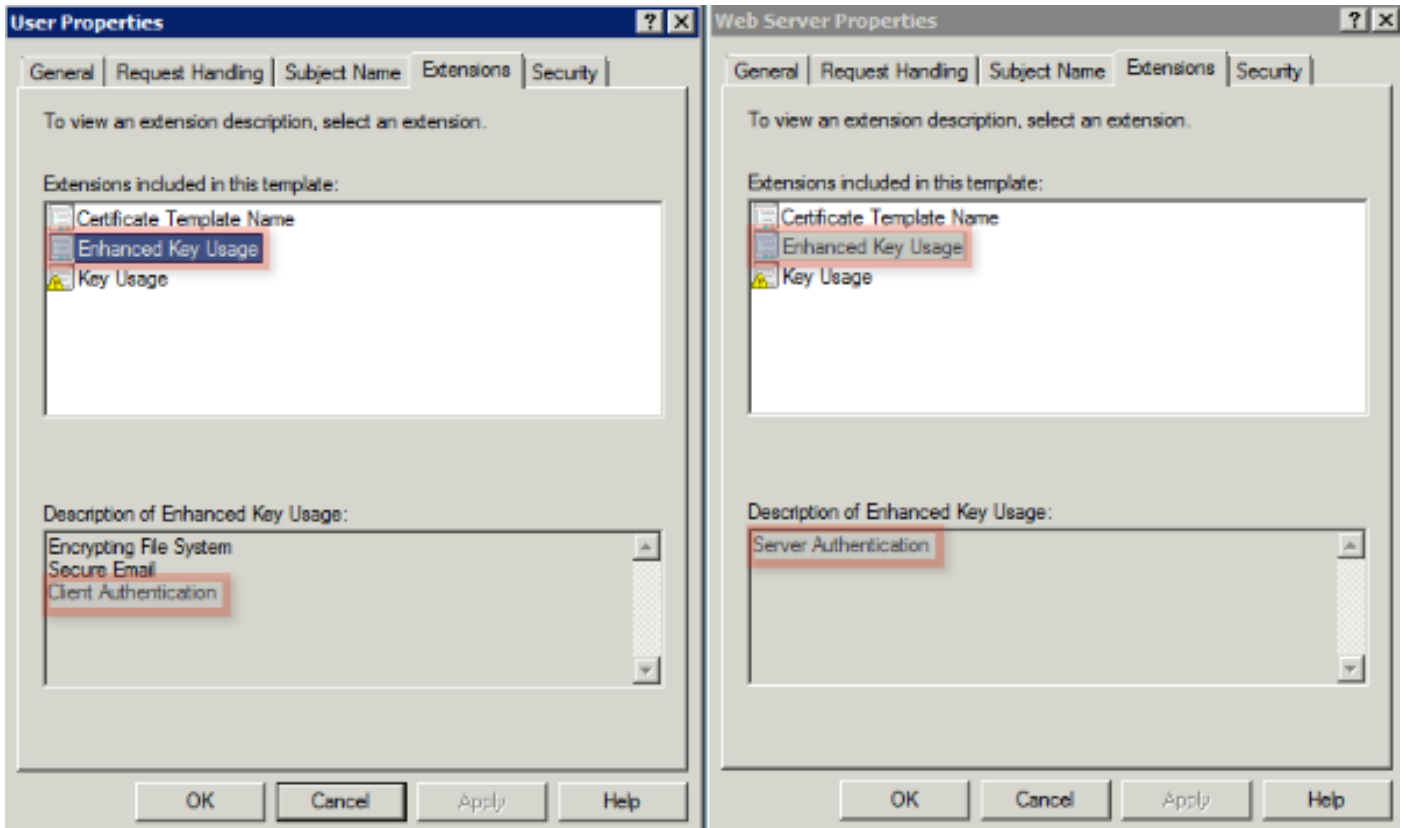 User Properties
General Request Handling Subject Name Extensions Security
To view an extension description, select an extension.
Extensions included in this template:
Certificate Template Name
Enhanced Key Usage
Key Usage
Description of Enhanced Key Usage:
Encrypting File System
Secure Email
Client Authentication
OK Cancel Apply Help
Web Server Properties
General Request Handling Subject Name Extensions Security
To view an extension description, select an extension.
Extensions included in this template:
Certificate Template Name
Enhanced Key Usage
Key Usage
Description of Enhanced Key Usage:
Server Authentication
OK Cancel Apply Help